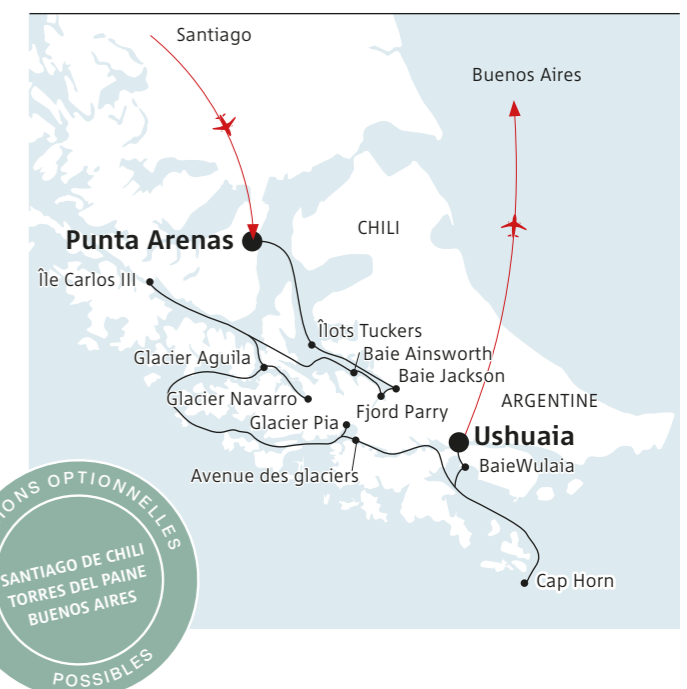 Santiago
Buenos Aires
CHILI
Punta Arenas
Île Carlos III
Îlots Tuckers
Baie Ainsworth
Glacier Aguila
Baie Jackson
Glacier Navarro
ARGENTINE
Fjord Parry
Glacier Pia
Ushuaia
BaieWulaia
Avenue des glaciers
Cap Horn
IONS OPTIONNELLES
SANTIAGO DE CHILI
TORRES DEL PAINE
BUENOS AIRES
POSSIBLES